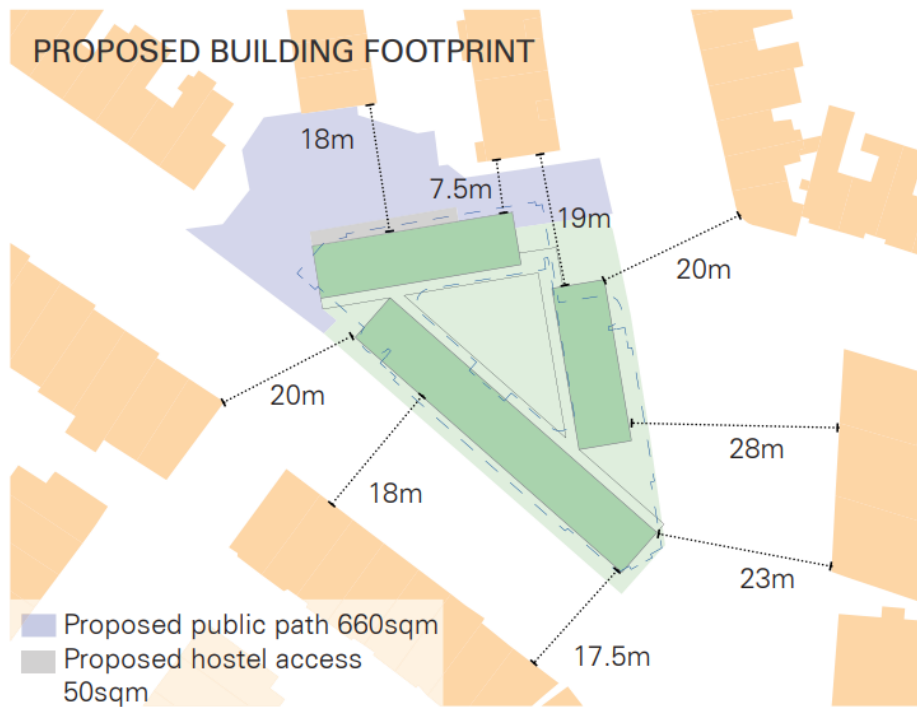 PROPOSED BUILDING FOOTPRINT
18m
7.5m
19m
20m
20m
28m
18m
23m
17.5m
Proposed public path 660sqm
Proposed hostel access
50sqm